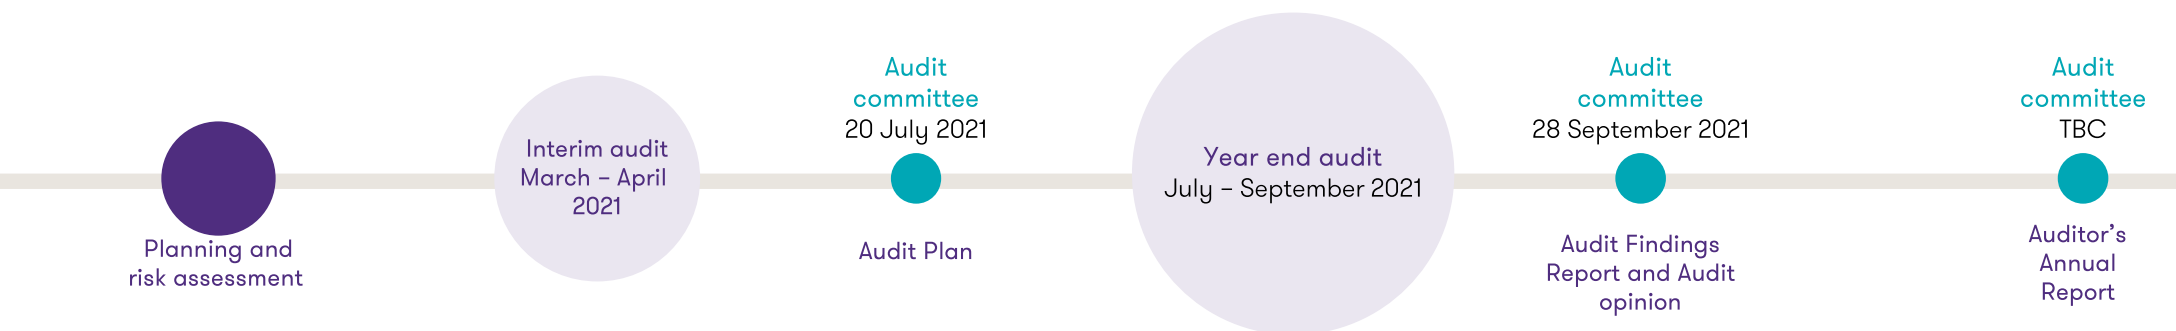 Planning and
risk assessment
Interim audit
March – April
2021
Audit
committee
20 July 2021
Audit Plan
Year end audit
July – September 2021
Audit
committee
28 September 2021
Audit Findings
Report and Audit
opinion
Audit
committee
TBC
Auditor’s
Annual
Report